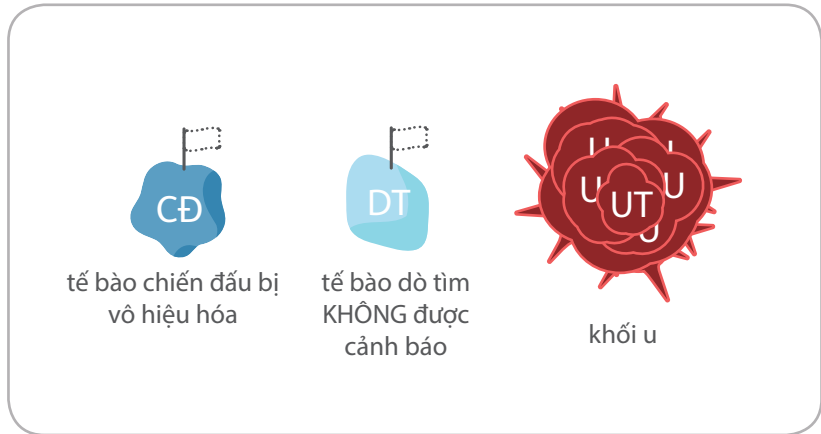 CĐ
DT
U
U
U
UT
tế bào chiến đấu bị
vô hiệu hóa
tế bào dò tìm
KHÔNG được
cảnh báo
khối u